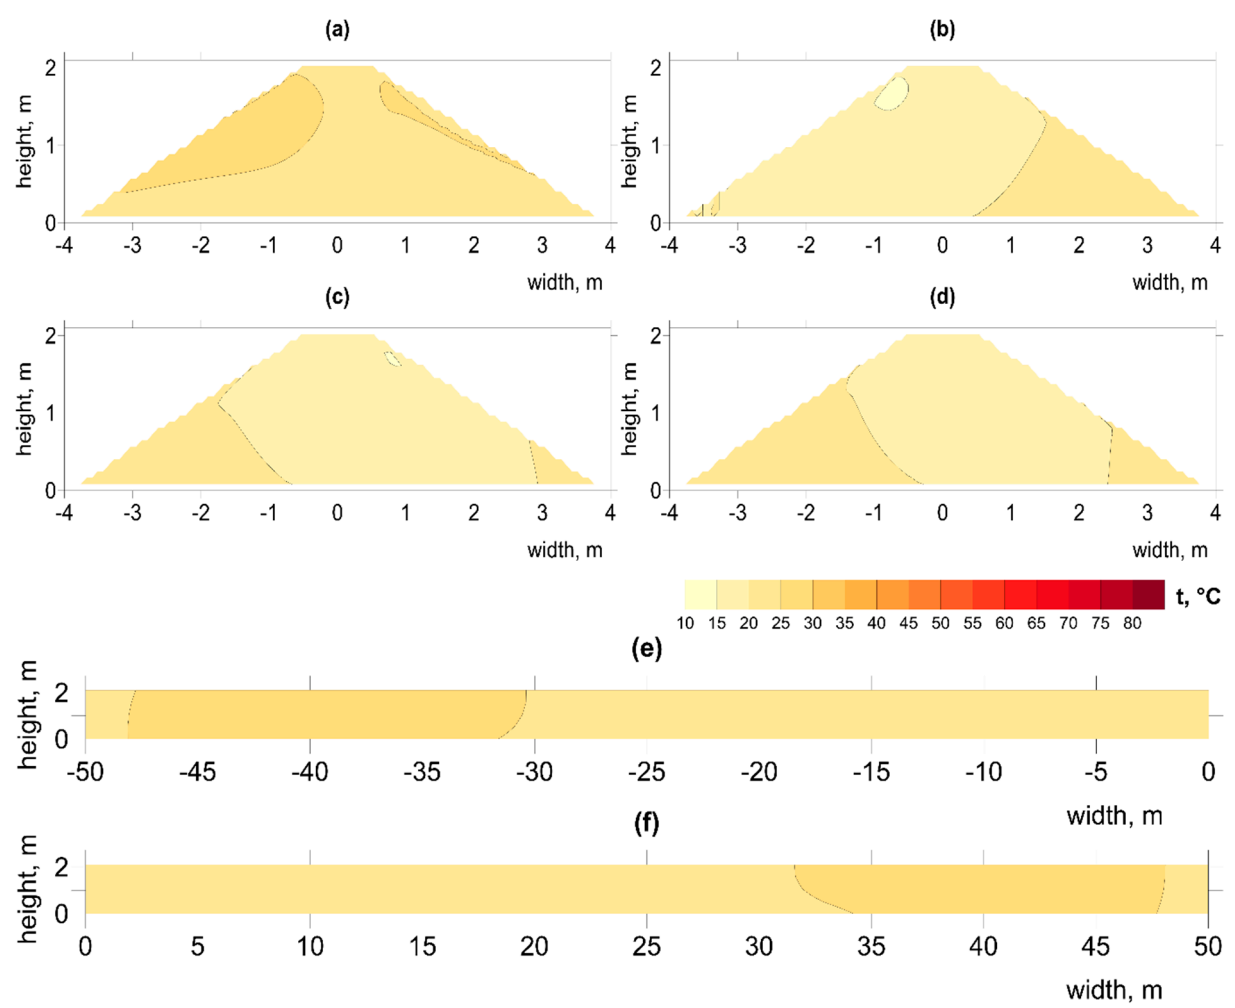 (a) (b)
2 2
height, m height, m
1 1
0 0
-4 -3 -2 -1 0 1 2 3 4 -4 -3 -2 -1 0 1 2 3 4
width, m width, m
(c) (d)
2 2
height, m height, m
1 1
0 0
-4 -3 -2 -1 0 1 2 3 4 -4 -3 -2 -1 0 1 2 3 4
width, m width, m
t, °C
10 15 20 25 30 35 40 45 50 55 60 65 70 75 80
(e)
height, m
2
0
-50 -45 -40 -35 -30 -25 -20 -15 -10 -5 0
width, m
(f)
height, m
2
0
0 5 10 15 20 25 30 35 40 45 50
width, m